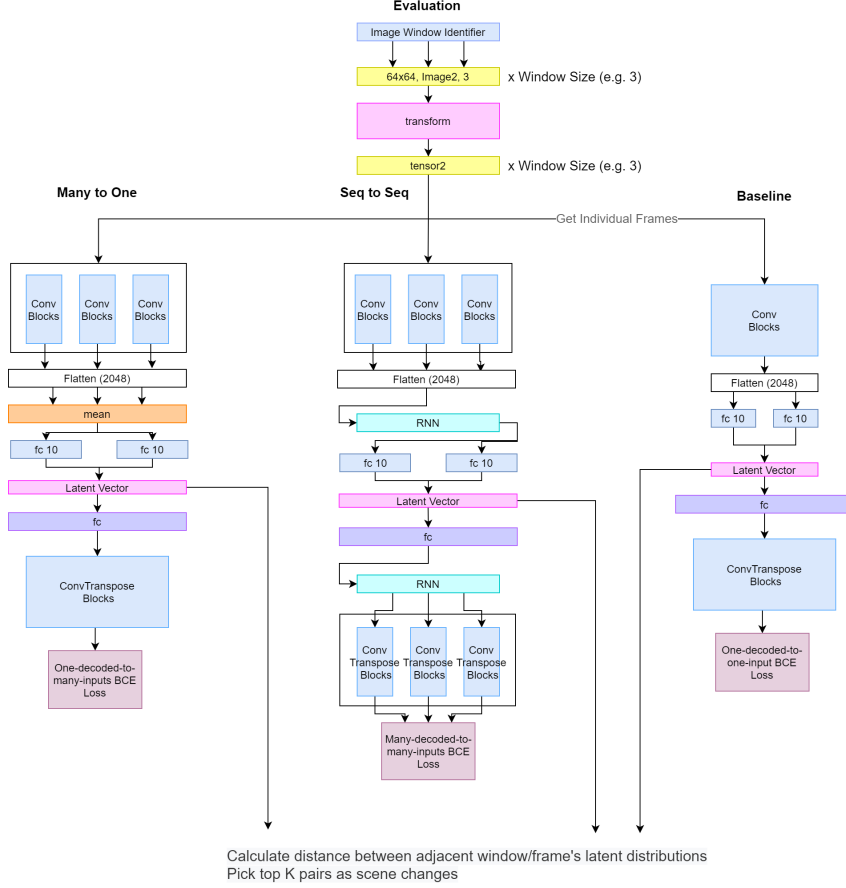 Evaluation
Image Window Identifier
64x64, Image2, 3
x Window Size (e.g. 3)
transform
tensor2
x Window Size (e.g. 3)
Many to One
Seq to Seq
Baseline
Get Individual Frames
Conv
Blocks
Conv
Blocks
Conv
Blocks
Flatten (2048)
mean
fc 10
fc 10
Latent Vector
fc
ConvTranspose
Blocks
One-decoded-to-
many-inputs BCE
Loss
Conv
Blocks
Conv
Blocks
Conv
Blocks
Flatten (2048)
RNN
fc 10
fc 10
Latent Vector
fc
RNN
Conv
Transpose
Blocks
Conv
Transpose
Blocks
Conv
Transpose
Blocks
Many-decoded-to-
many-inputs BCE
Loss
Conv
Blocks
Flatten (2048)
fc 10
fc 10
Latent Vector
fc
ConvTranspose
Blocks
One-decoded-to-
one-input BCE
Loss
Calculate distance between adjacent window/frame's latent distributions
Pick top K pairs as scene changes